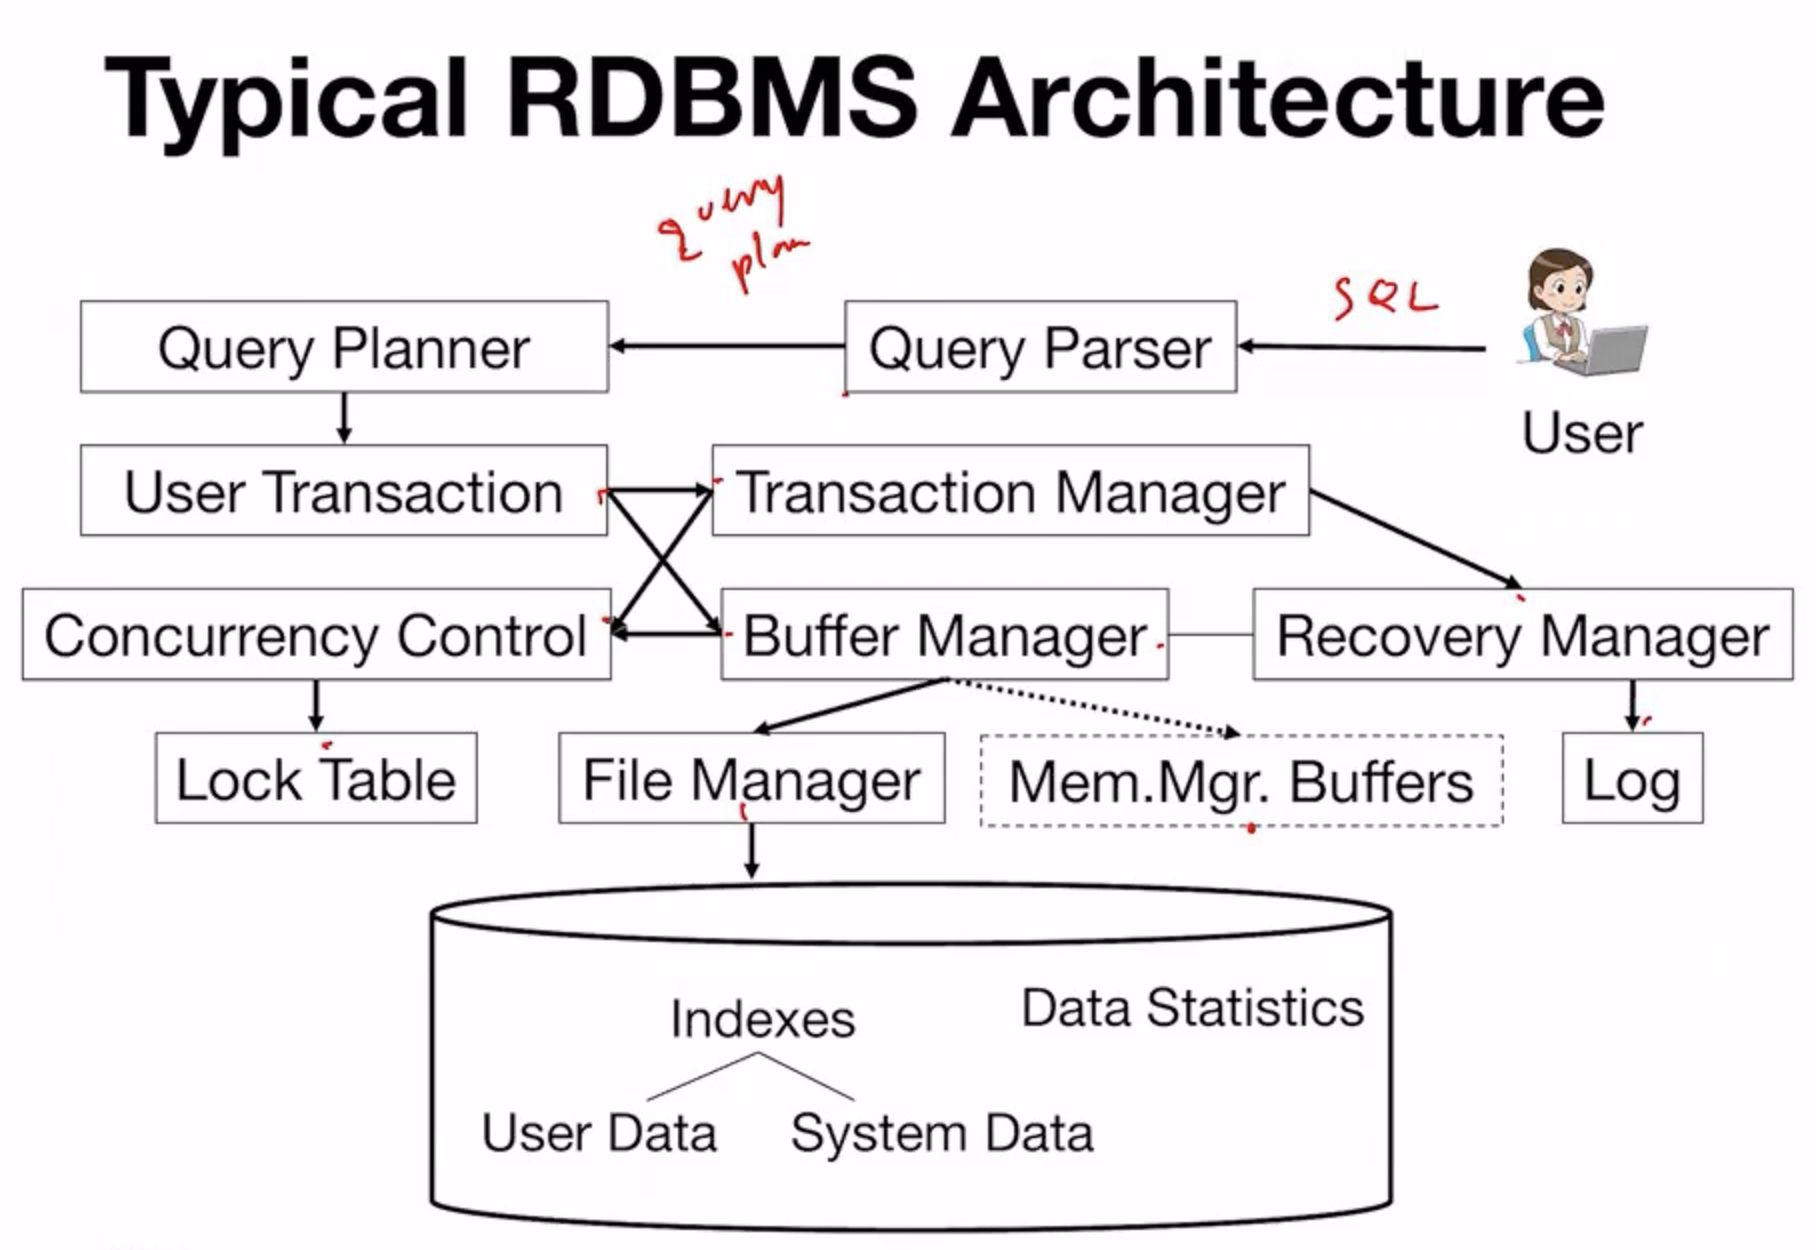 Typical RDBMS Architecture
query
plan
SQL
Query Planner
Query Parser
User
User Transaction
Transaction Manager
Concurrency Control
Buffer Manager
Recovery Manager
Lock Table
File Manager
Mem.Mgr. Buffers
Log
Indexes
Data Statistics
User Data
System Data